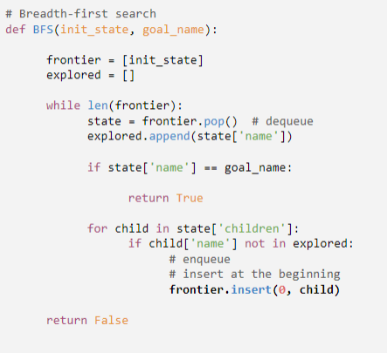 # Breadth-first search
def BFS(init_state, goal_name):
frontier = [init_state]
explored = []
while len(frontier):
state = frontier.pop()  # dequeue
explored.append(state['name'])
if state['name'] == goal_name:
return True
for child in state['children']:
if child['name'] not in explored:
# enqueue
# insert at the beginning
frontier.insert(0, child)
return False